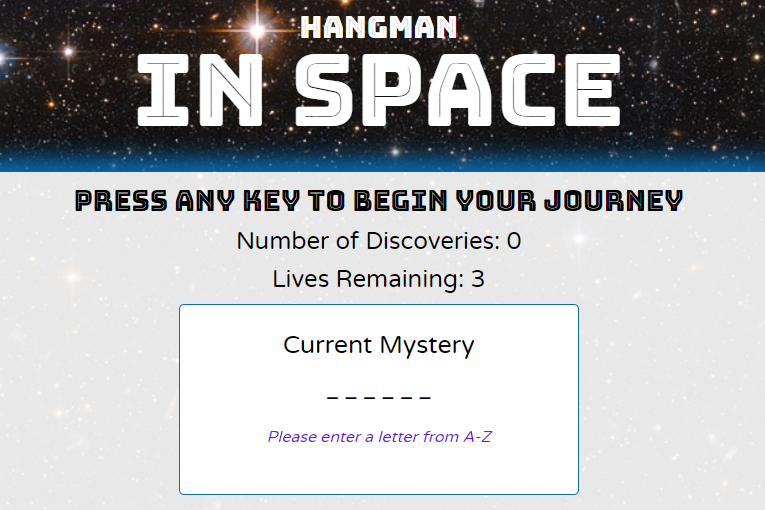 HANGMAN
IN SPACE
PRESS ANY KEY TO BEGIN YOUR JOURNEY
Number of Discoveries: 0
Lives Remaining: 3
Current Mystery
_ _ _ _ _ _
Please enter a letter from A-Z